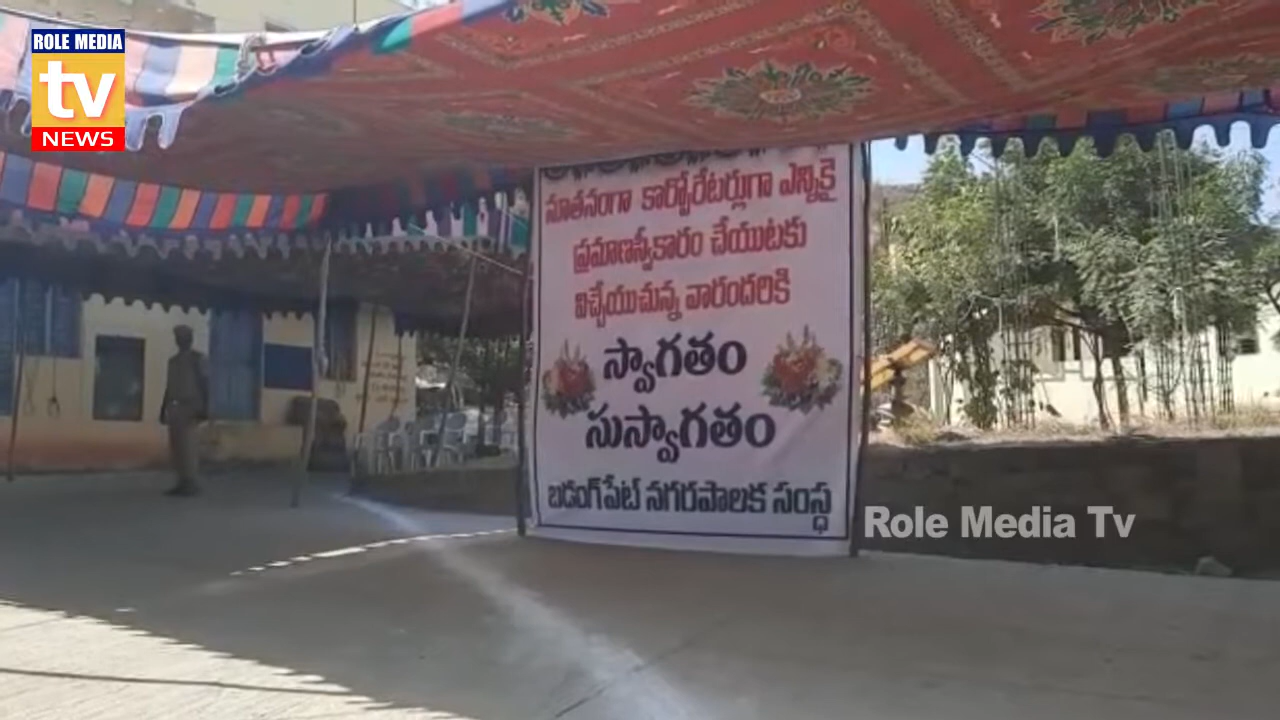 ROLE MEDIA
tv
NEWS
నూతనంగా కార్పోరేటర్లుగా ఎన్నికై
ప్రమాణస్వీకారం చేయుటకు
విచ్చేయుచున్న వారందరికి
స్వాగతం
సుస్వాగతం
బడంగ్‌పేట్ నగరపాలక సంస్థ
Role Media Tv